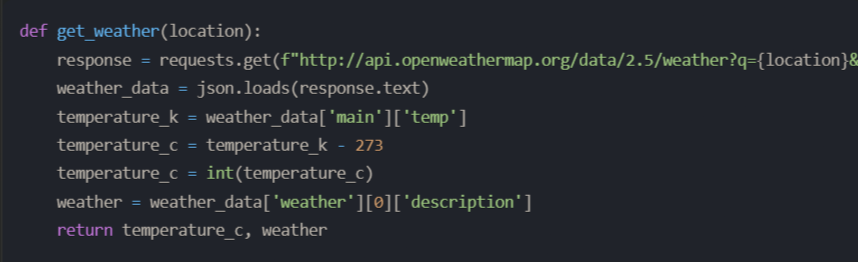 def get_weather(location):
    response = requests.get(f"http://api.openweathermap.org/data/2.5/weather?q={location}&
    weather_data = json.loads(response.text)
    temperature_k = weather_data['main']['temp']
    temperature_c = temperature_k - 273
    temperature_c = int(temperature_c)
    weather = weather_data['weather'][0]['description']
    return temperature_c, weather